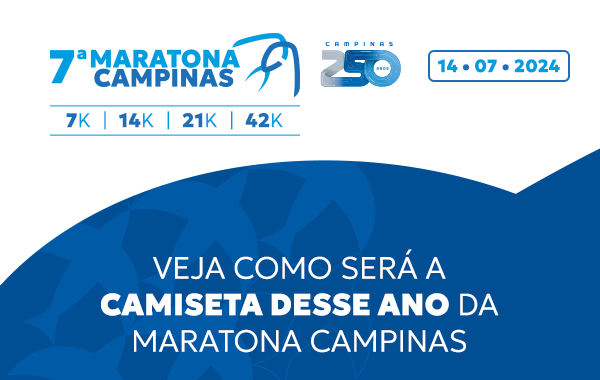 7ª MARATONA
CAMPINAS
CAMPINAS
250
ANOS
14 • 07 • 2024
7K | 14K | 21K | 42K
VEJA COMO SERÁ A
CAMISETA DESSE ANO DA
MARATONA CAMPINAS